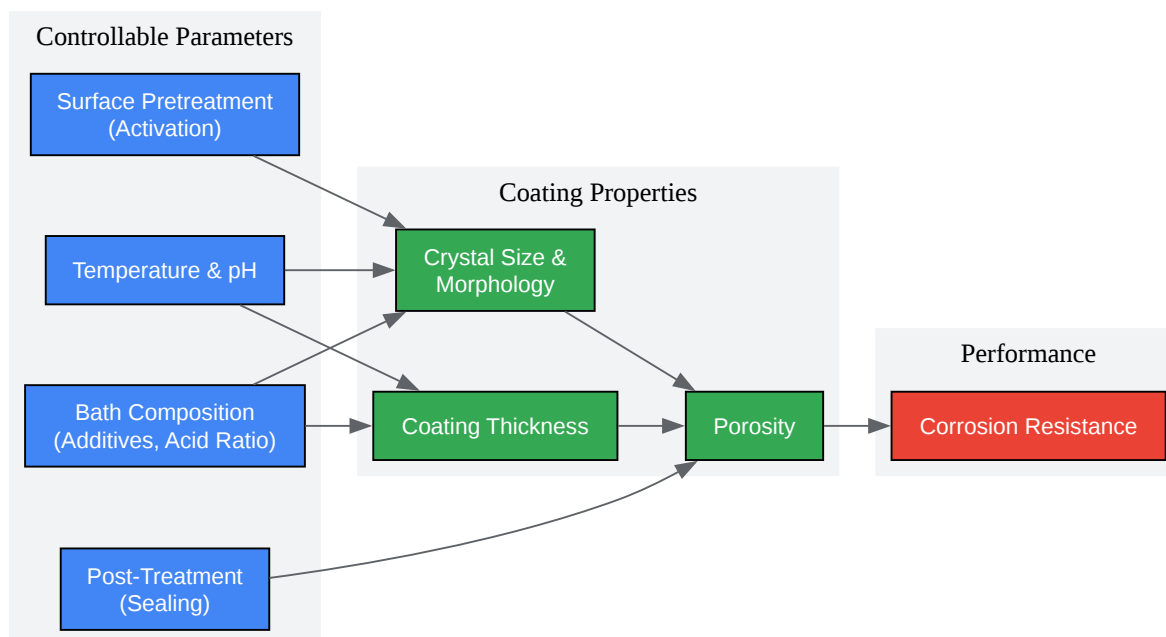 Controllable Parameters
Surface Pretreatment
(Activation)
Temperature & pH
Bath Composition
(Additives, Acid Ratio)
Post-Treatment
(Sealing)
Coating Properties
Crystal Size &
Morphology
Coating Thickness
Porosity
Performance
Corrosion Resistance